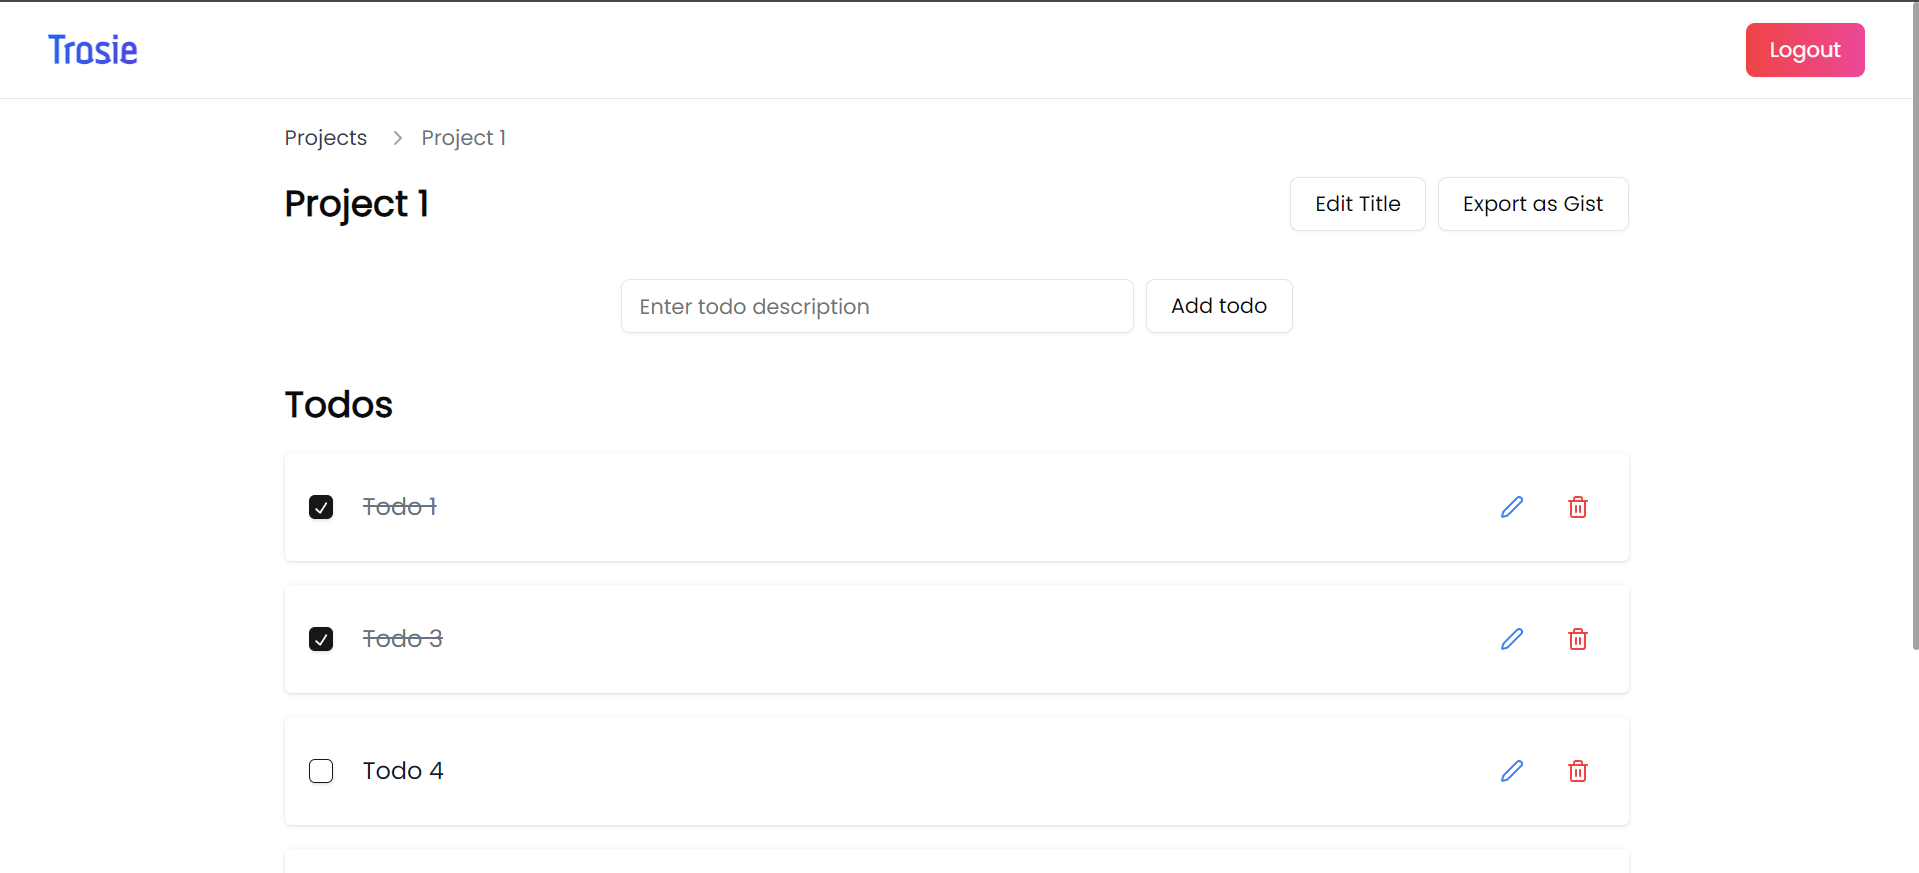 Trosie
Logout
Projects > Project 1
Project 1
Edit Title
Export as Gist
Enter todo description
Add todo
Todos
Todo 1
Todo 3
Todo 4